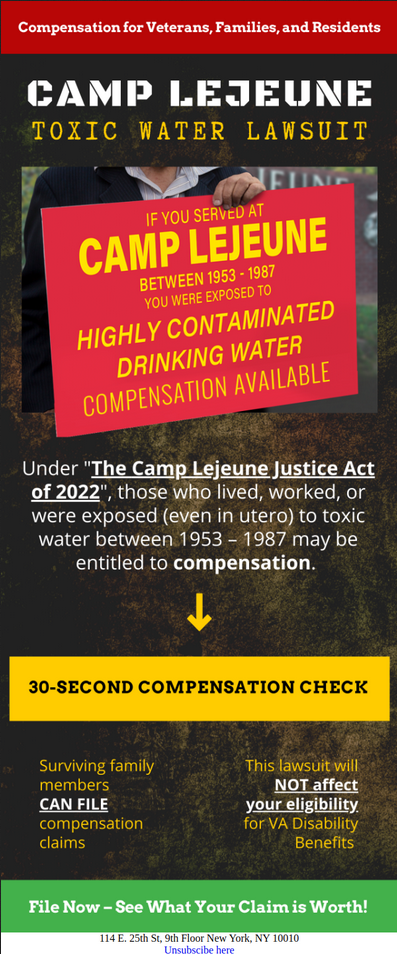 Compensation for Veterans, Families, and Residents
CAMP LEJEUNE
TOXIC WATER LAWSUIT
EJEUNE
IF YOU SERVED AT
CAMP LEJEUNE
BETWEEN 1953 - 1987
YOU WERE EXPOSED TO
HIGHLY CONTAMINATED
DRINKING WATER
COMPENSATION AVAILABLE
Under "The Camp Lejeune Justice Act
of 2022", those who lived, worked, or
were exposed (even in utero) to toxic
water between 1953 – 1987 may be
entitled to compensation.
30-SECOND COMPENSATION CHECK
Surviving family
members
CAN FILE
compensation
claims
This lawsuit will
NOT affect
your eligibility
for VA Disability
Benefits
File Now – See What Your Claim is Worth!
114 E. 25th St, 9th Floor New York, NY 10010
Unsubscibe here